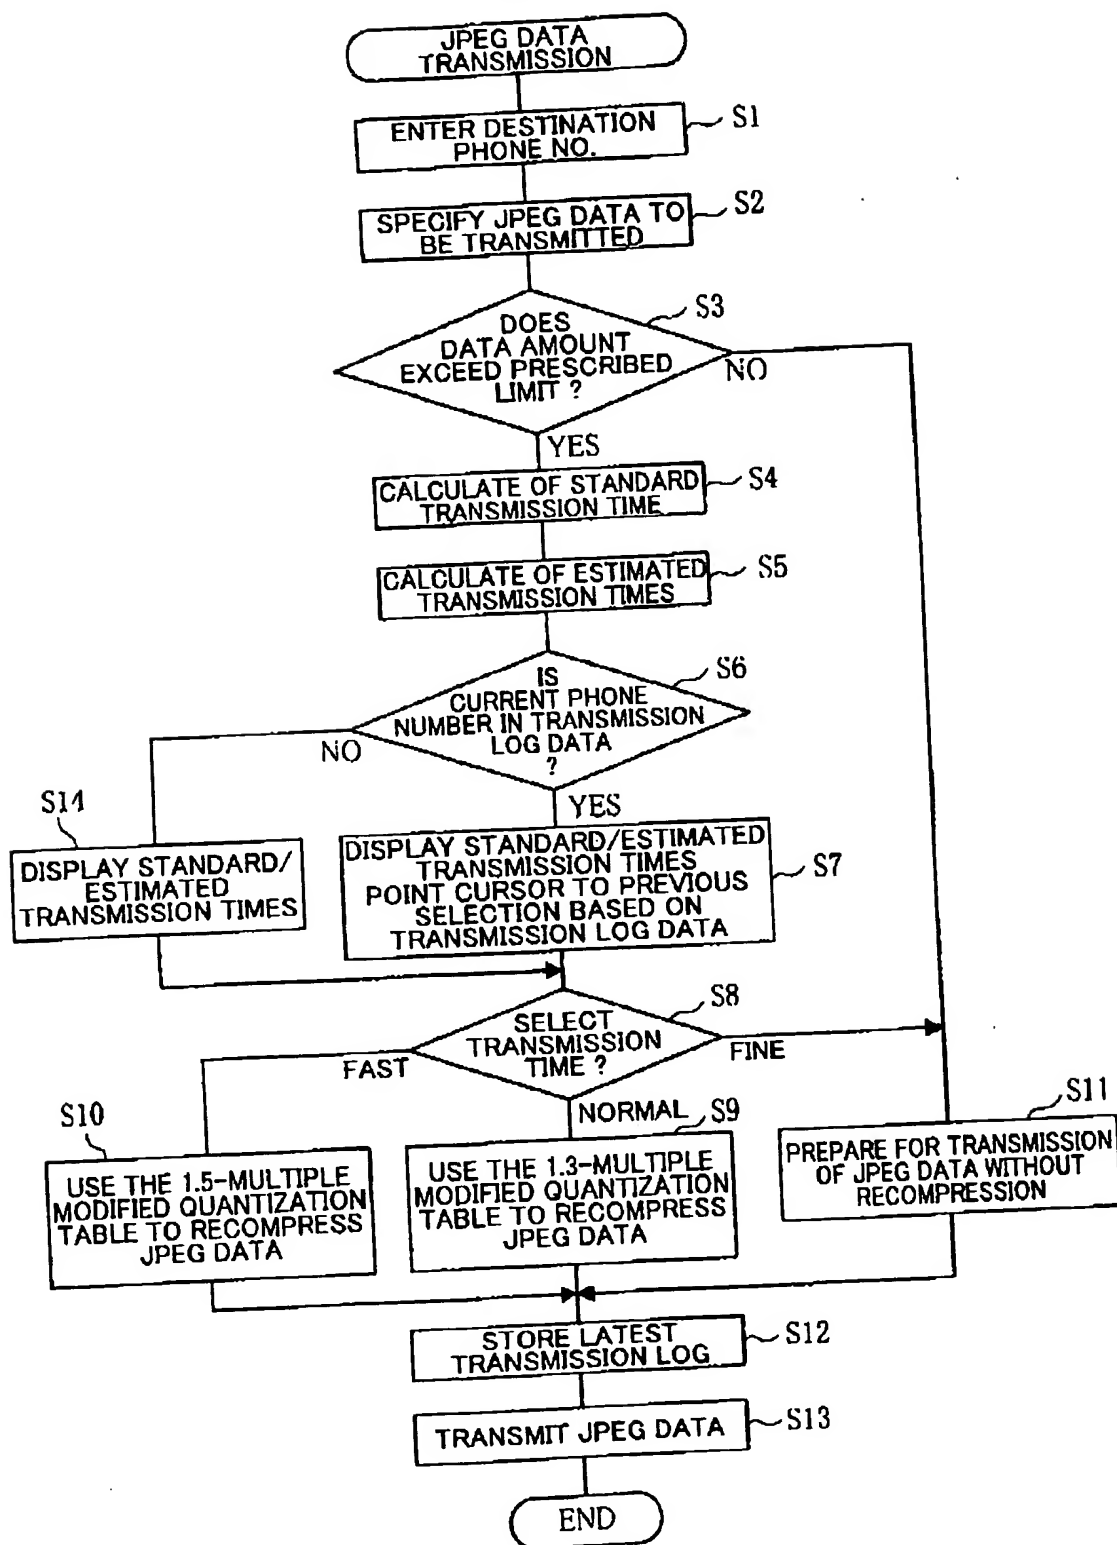 JPEG DATA
TRANSMISSION
ENTER DESTINATION
PHONE NO.
S1
SPECIFY JPEG DATA TO
BE TRANSMITTED
S2
DOES
DATA AMOUNT
EXCEED PRESCRIBED
LIMIT ?
S3
NO
YES
CALCULATE OF STANDARD
TRANSMISSION TIME
S4
CALCULATE OF ESTIMATED
TRANSMISSION TIMES
S5
IS
CURRENT PHONE
NUMBER IN TRANSMISSION
LOG DATA
?
S6
NO
YES
S14
DISPLAY STANDARD/
ESTIMATED
TRANSMISSION TIMES
DISPLAY STANDARD/ESTIMATED
TRANSMISSION TIMES
POINT CURSOR TO PREVIOUS
SELECTION BASED ON
TRANSMISSION LOG DATA
S7
SELECT
TRANSMISSION
TIME ?
S8
FAST
FINE
NORMAL
S10
USE THE 1.5-MULTIPLE
MODIFIED QUANTIZATION
TABLE TO RECOMPRESS
JPEG DATA
S9
USE THE 1.3-MULTIPLE
MODIFIED QUANTIZATION
TABLE TO RECOMPRESS
JPEG DATA
S11
PREPARE FOR TRANSMISSION
OF JPEG DATA WITHOUT
RECOMPRESSION
STORE LATEST
TRANSMISSION LOG
S12
TRANSMIT JPEG DATA
S13
END